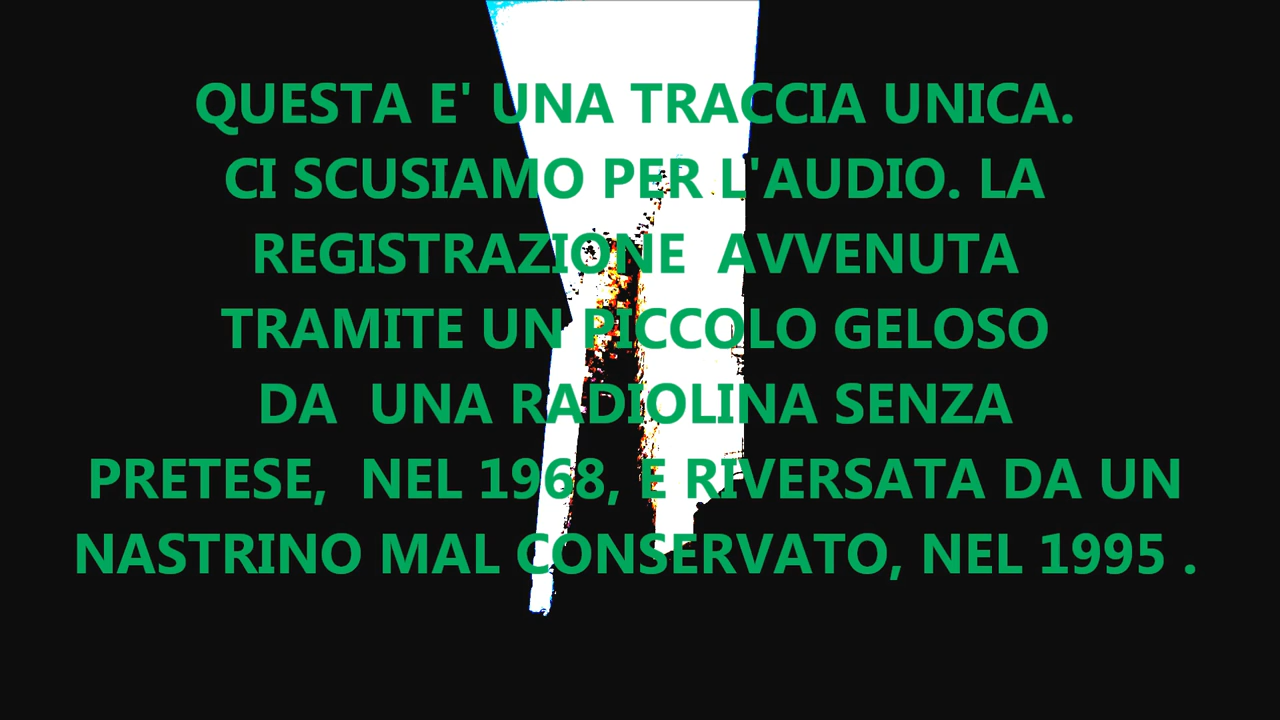 QUESTA E' UNA TRACCIA UNICA.
CI SCUSIAMO PER L'AUDIO. LA
REGISTRAZIONE  AVVENUTA
TRAMITE UN PICCOLO GELOSO
DA  UNA RADIOLINA SENZA
PRETESE,  NEL 1968, E RIVERSATA DA UN
NASTRINO MAL CONSERVATO, NEL 1995 .